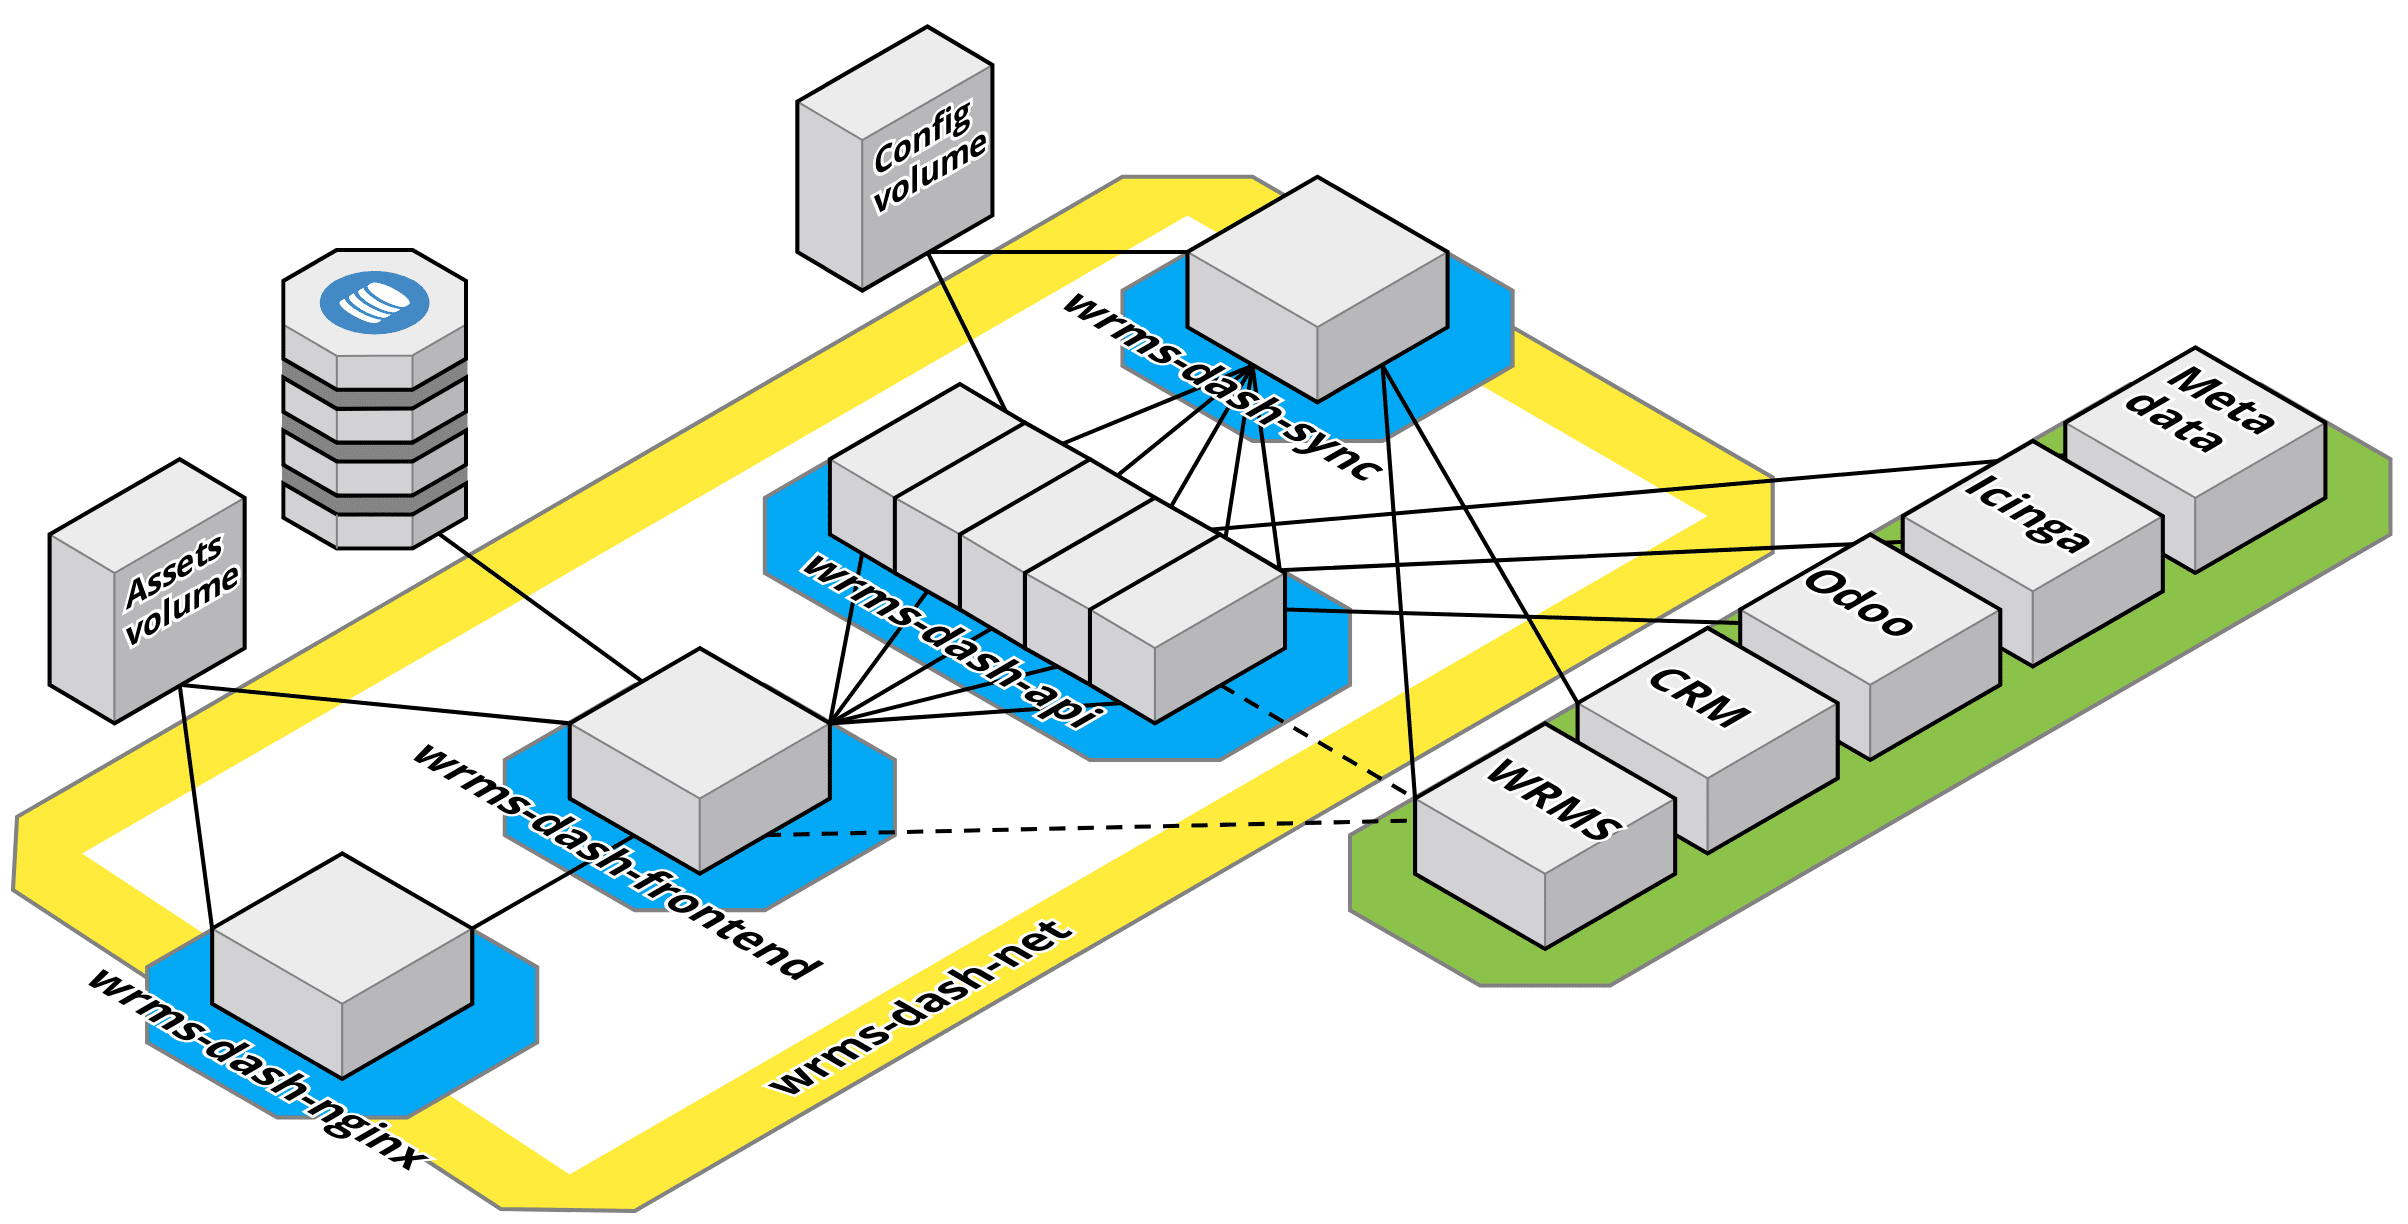 Config
volume
wrms-dash-sync
Meta
data
Icinga
Assets
volume
Odoo
wrms-dash-api
CRM
WRMS
wrms-dash-frontend
wrms-dash-net
wrms-dash-nginx